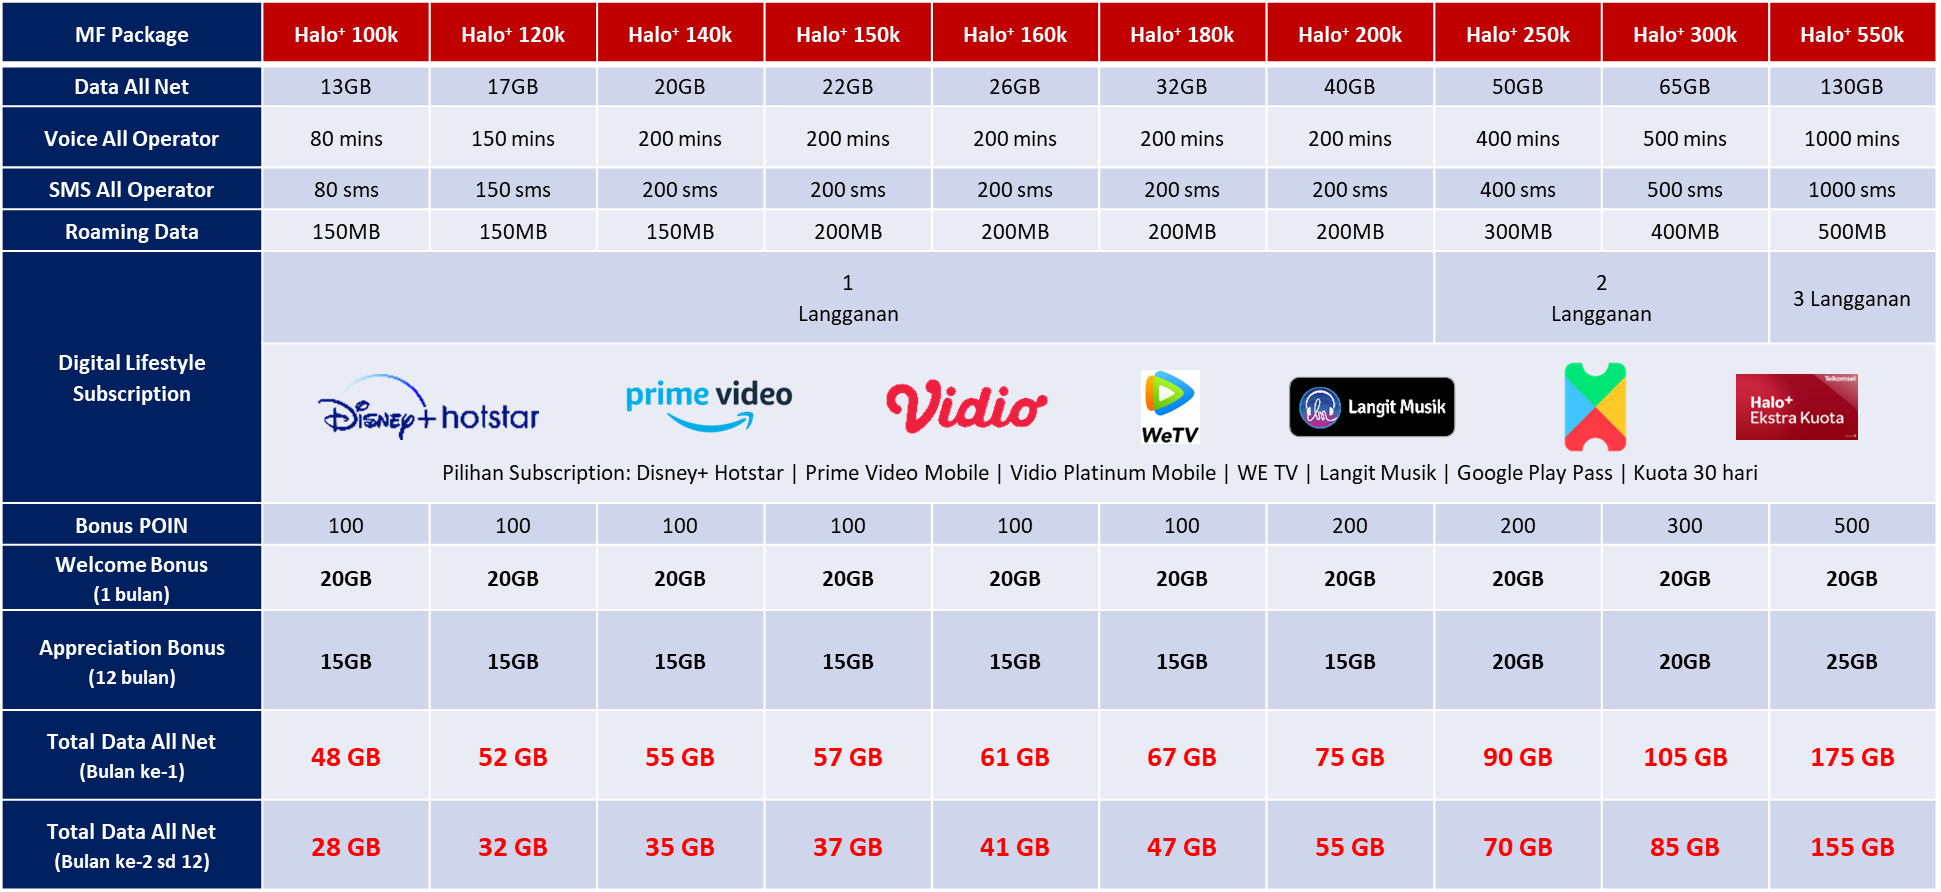 MF Package Halo+ 100k Halo+ 120k Halo+ 140k Halo+ 150k Halo+ 160k Halo+ 180k Halo+ 200k Halo+ 250k Halo+ 300k Halo+ 550k
Data All Net 13GB 17GB 20GB 22GB 26GB 32GB 40GB 50GB 65GB 130GB
Voice All Operator 80 mins 150 mins 200 mins 200 mins 200 mins 200 mins 200 mins 400 mins 500 mins 1000 mins
SMS All Operator 80 sms 150 sms 200 sms 200 sms 200 sms 200 sms 200 sms 400 sms 500 sms 1000 sms
Roaming Data 150MB 150MB 150MB 200MB 200MB 200MB 200MB 300MB 400MB 500MB
Digital Lifestyle
Subscription
1
Langganan
2
Langganan
3 Langganan
Disney+ hotstar
prime video
Vidio
WeTV
Langit Musik
Telkomsel
Halo+
Ekstra Kuota
Pilihan Subscription: Disney+ Hotstar | Prime Video Mobile | Vidio Platinum Mobile | WE TV | Langit Musik | Google Play Pass | Kuota 30 hari
Bonus POIN 100 100 100 100 100 100 200 200 300 500
Welcome Bonus
(1 bulan)
20GB 20GB 20GB 20GB 20GB 20GB 20GB 20GB 20GB 20GB
Appreciation Bonus
(12 bulan)
15GB 15GB 15GB 15GB 15GB 15GB 15GB 20GB 20GB 25GB
Total Data All Net
(Bulan ke-1)
48 GB 52 GB 55 GB 57 GB 61 GB 67 GB 75 GB 90 GB 105 GB 175 GB
Total Data All Net
(Bulan ke-2 sd 12)
28 GB 32 GB 35 GB 37 GB 41 GB 47 GB 55 GB 70 GB 85 GB 155 GB